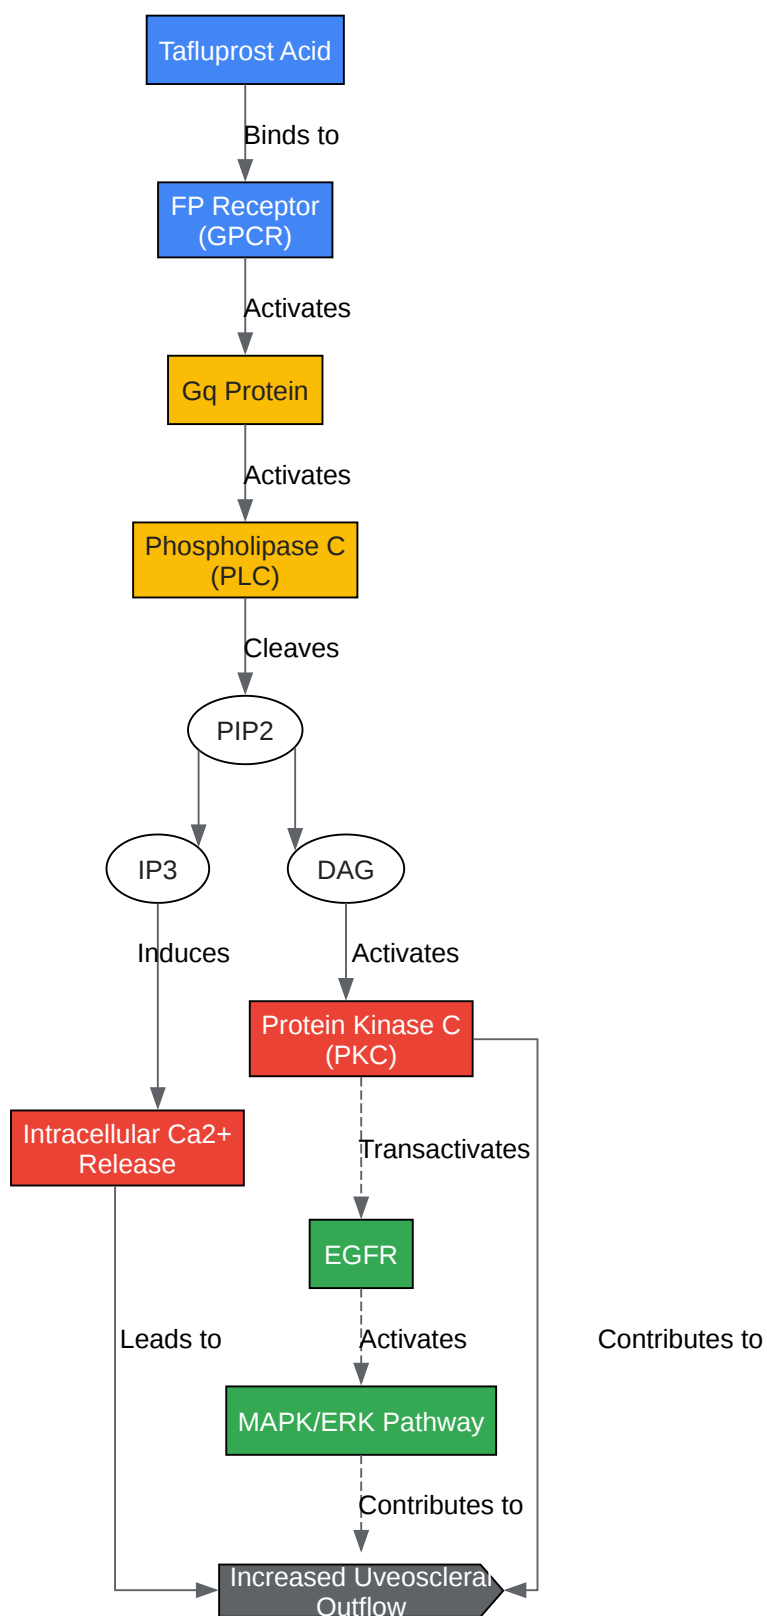 Tafluprost Acid
Binds to
FP Receptor
(GPCR)
Activates
Gq Protein
Activates
Phospholipase C
(PLC)
Cleaves
PIP2
IP3
DAG
Induces
Activates
Protein Kinase C
(PKC)
Intracellular Ca2+
Release
Transactivates
EGFR
Leads to
Activates
Contributes to
MAPK/ERK Pathway
Contributes to
Increased Uveoscleral
Outflow